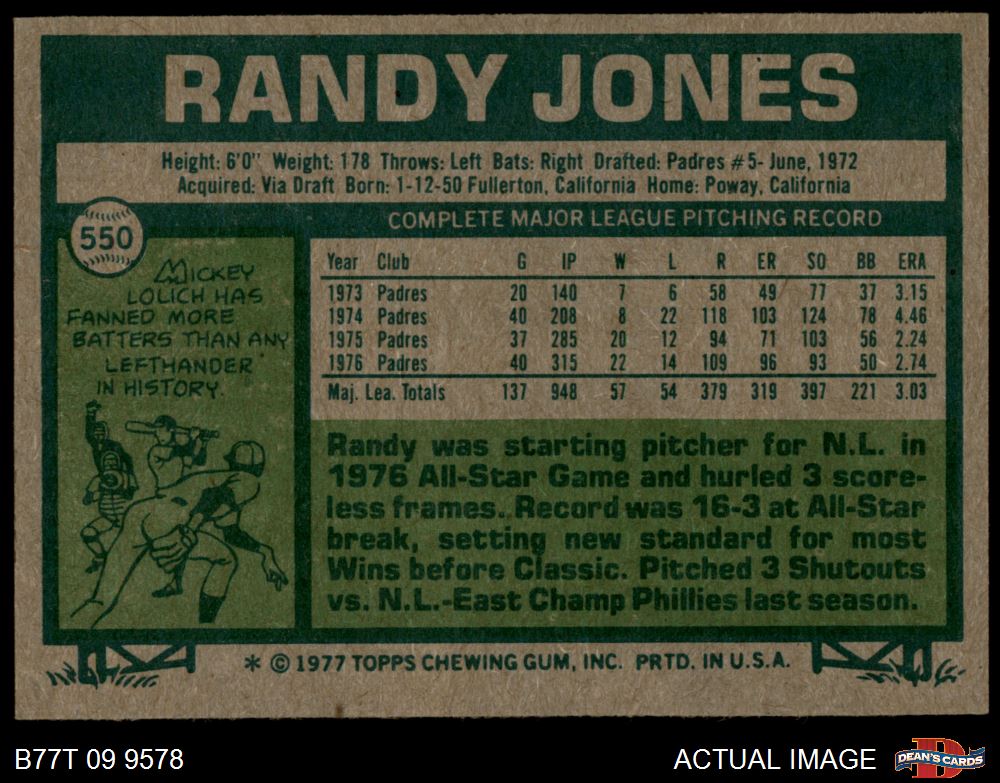 RANDY JONES
Height: 6'0" Weight: 178 Throws: Left Bats: Right Drafted: Padres #5- June, 1972
Acquired: Via Draft Born: 1-12-50 Fullerton, California Home: Poway, California
550
MICKEY
LOLICH HAS
FANNED MORE
BATTERS THAN ANY
LEFTHANDER
IN HISTORY.
COMPLETE MAJOR LEAGUE PITCHING RECORD
Year Club G IP W L R ER SO BB ERA
1973 Padres 20 140 7 6 58 49 77 37 3.15
1974 Padres 40 208 8 22 118 103 124 78 4.46
1975 Padres 37 285 20 12 94 71 103 56 2.24
1976 Padres 40 315 22 14 109 96 93 50 2.74
Maj. Lea. Totals 137 948 57 54 379 319 397 221 3.03
Randy was starting pitcher for N.L. in
1976 All-Star Game and hurled 3 score-
less frames. Record was 16-3 at All-Star
break, setting new standard for most
Wins before Classic. Pitched 3 Shutouts
vs. N.L.-East Champ Phillies last season.
* © 1977 TOPPS CHEWING GUM, INC. PRTD. IN U.S.A.
B77T 09 9578
ACTUAL IMAGE
D
DEAN'S CARDS